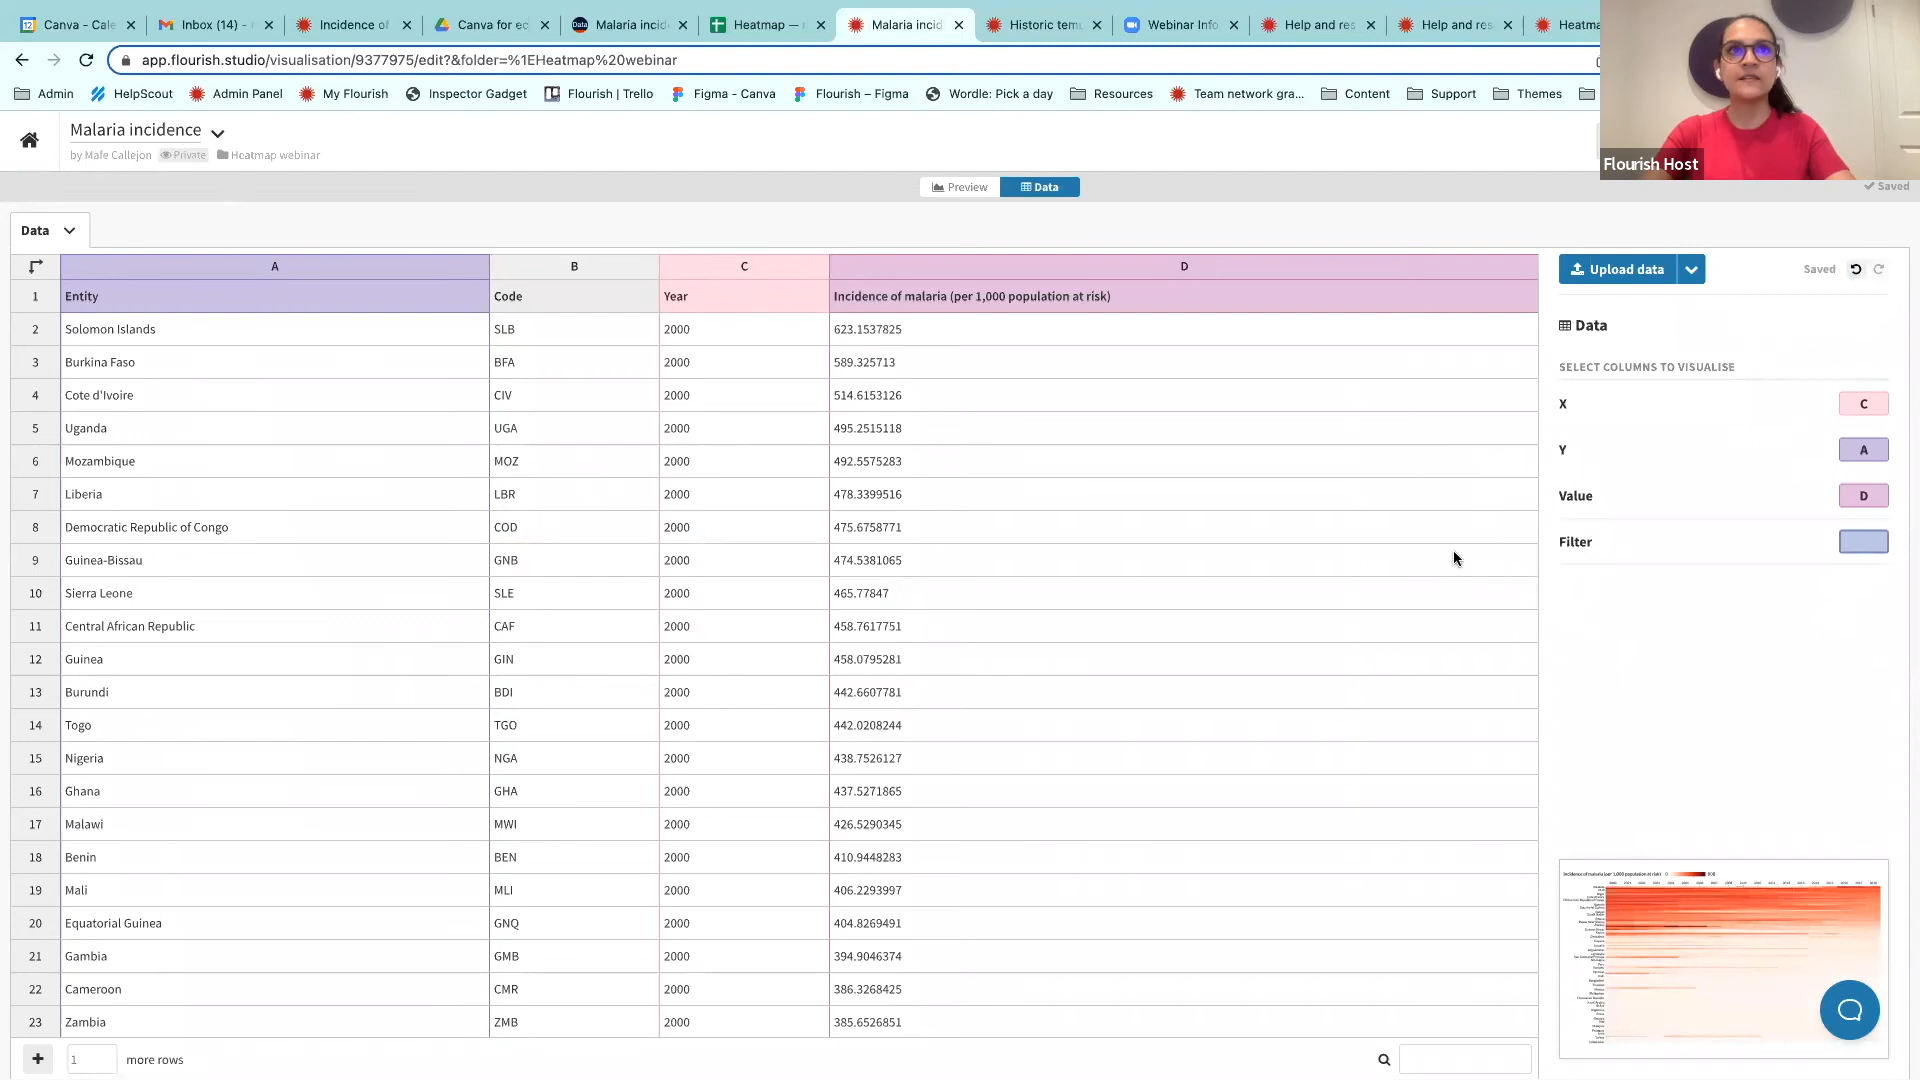 Canva - Cale
Inbox (14) -
Incidence of
Canva for ec
Malaria incid
Heatmap —
Malaria incid
Historic tem
Webinar Info
Help and res
Help and res
Heatma
app.flourish.studio/visualisation/9377975/edit?&folder=%1EHeatmap%20webinar
Admin
HelpScout
Admin Panel
My Flourish
Inspector Gadget
Flourish | Trello
Figma - Canva
Flourish – Figma
Wordle: Pick a day
Resources
Team network gra...
Content
Support
Themes
Malaria incidence
by Mafe Callejon Private Heatmap webinar
Flourish Host
Preview Data
Saved
Data
A B C D
1 Entity Code Year Incidence of malaria (per 1,000 population at risk)
2 Solomon Islands SLB 2000 623.1537825
3 Burkina Faso BFA 2000 589.325713
4 Cote d'Ivoire CIV 2000 514.6153126
5 Uganda UGA 2000 495.2515118
6 Mozambique MOZ 2000 492.5575283
7 Liberia LBR 2000 478.3399516
8 Democratic Republic of Congo COD 2000 475.6758771
9 Guinea-Bissau GNB 2000 474.5381065
10 Sierra Leone SLE 2000 465.77847
11 Central African Republic CAF 2000 458.7617751
12 Guinea GIN 2000 458.0795281
13 Burundi BDI 2000 442.6607781
14 Togo TGO 2000 442.0208244
15 Nigeria NGA 2000 438.7526127
16 Ghana GHA 2000 437.5271865
17 Malawi MWI 2000 426.5290345
18 Benin BEN 2000 410.9448283
19 Mali MLI 2000 406.2293997
20 Equatorial Guinea GNQ 2000 404.8269491
21 Gambia GMB 2000 394.9046374
22 Cameroon CMR 2000 386.3268425
23 Zambia ZMB 2000 385.6526851
1 more rows
Upload data
Saved
Data
SELECT COLUMNS TO VISUALISE
X C
Y A
Value D
Filter
Incidence of malaria (per 1,000 population at risk)